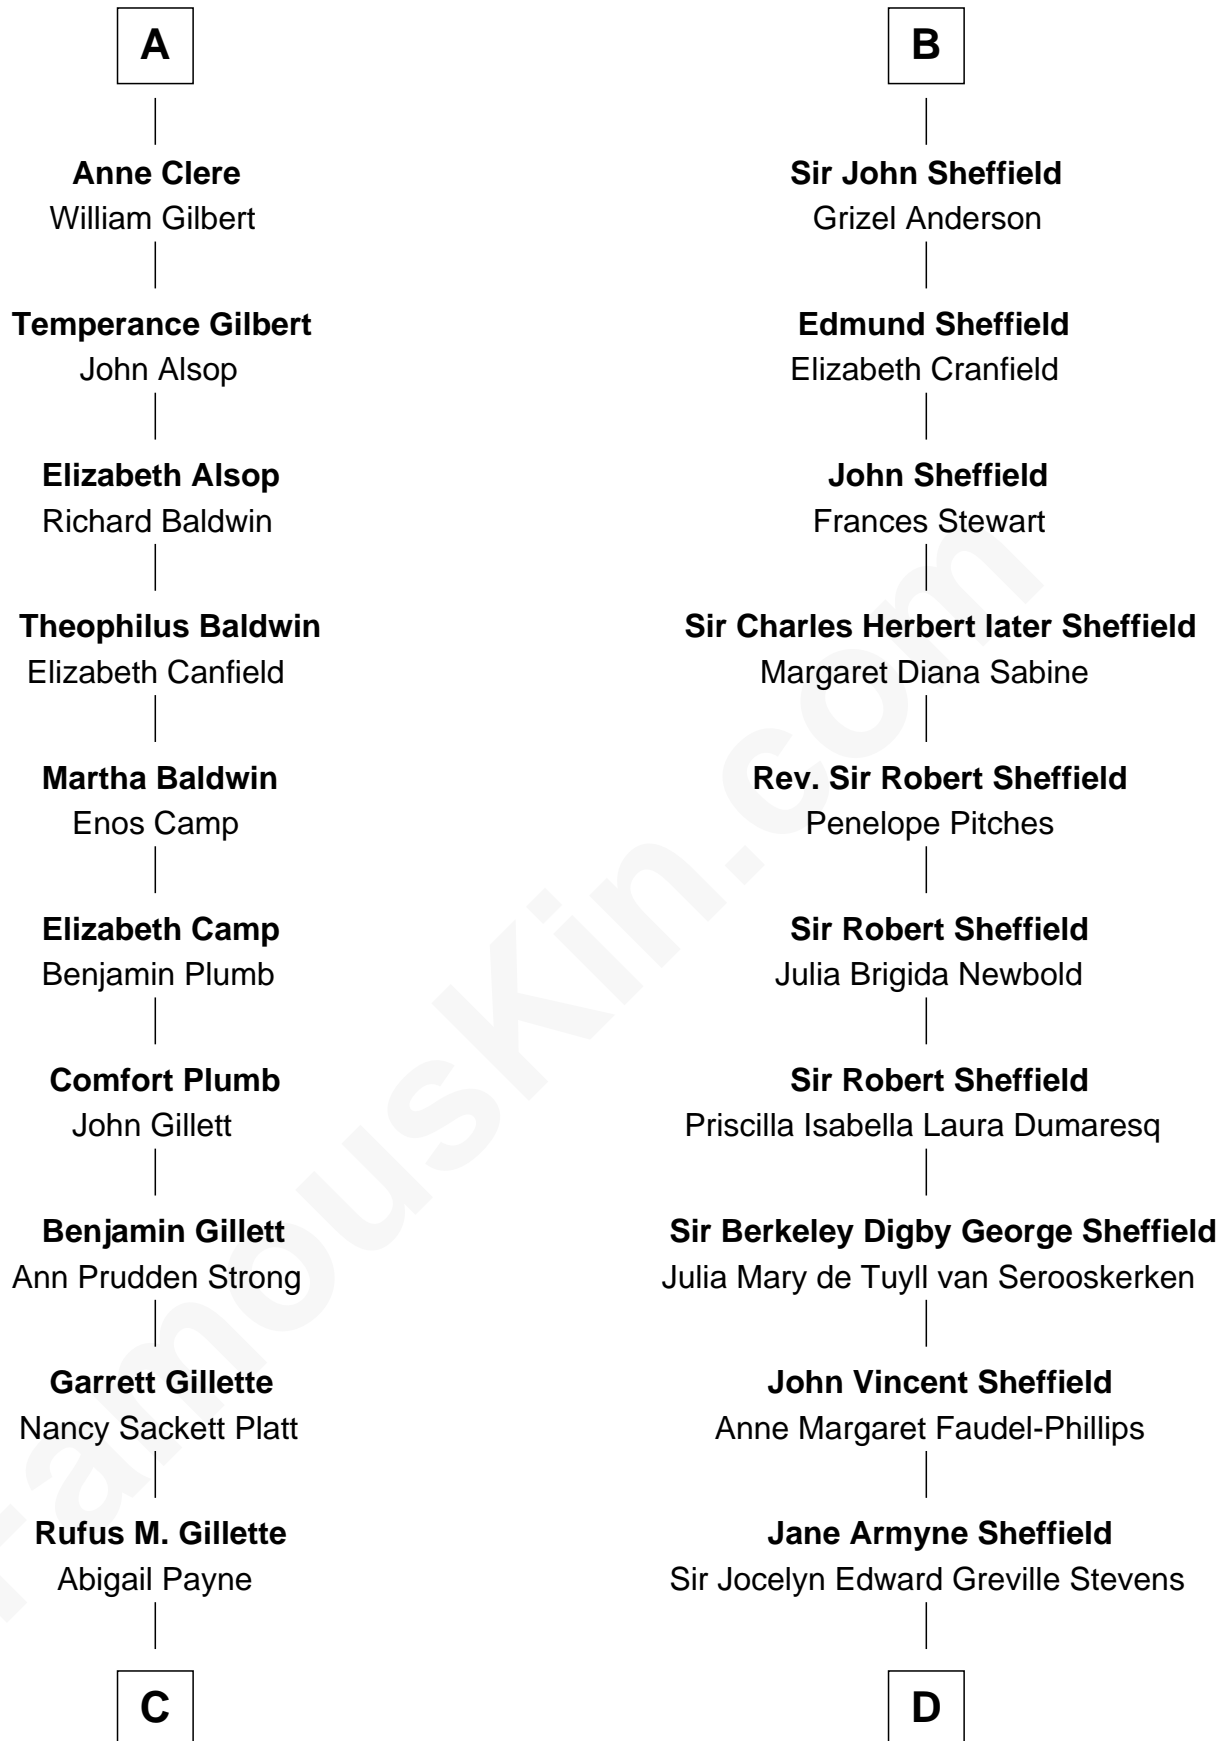 A
Anne Clere
William Gilbert
Temperance Gilbert
John Alsop
Elizabeth Alsop
Richard Baldwin
Theophilus Baldwin
Elizabeth Canfield
Martha Baldwin
Enos Camp
Elizabeth Camp
Benjamin Plumb
Comfort Plumb
John Gillett
Benjamin Gillett
Ann Prudden Strong
Garrett Gillette
Nancy Sackett Platt
Rufus M. Gillette
Abigail Payne
C
B
Sir John Sheffield
Grizel Anderson
Edmund Sheffield
Elizabeth Cranfield
John Sheffield
Frances Stewart
Sir Charles Herbert later Sheffield
Margaret Diana Sabine
Rev. Sir Robert Sheffield
Penelope Pitches
Sir Robert Sheffield
Julia Brigida Newbold
Sir Robert Sheffield
Priscilla Isabella Laura Dumaresq
Sir Berkeley Digby George Sheffield
Julia Mary de Tuyll van Serooskerken
John Vincent Sheffield
Anne Margaret Faudel-Phillips
Jane Armyne Sheffield
Sir Jocelyn Edward Greville Stevens
D
FamousKin.com